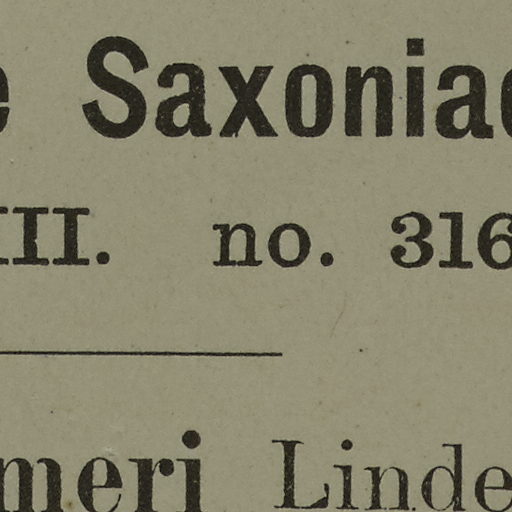 e Saxoniae
III. no. 316
meri Linde